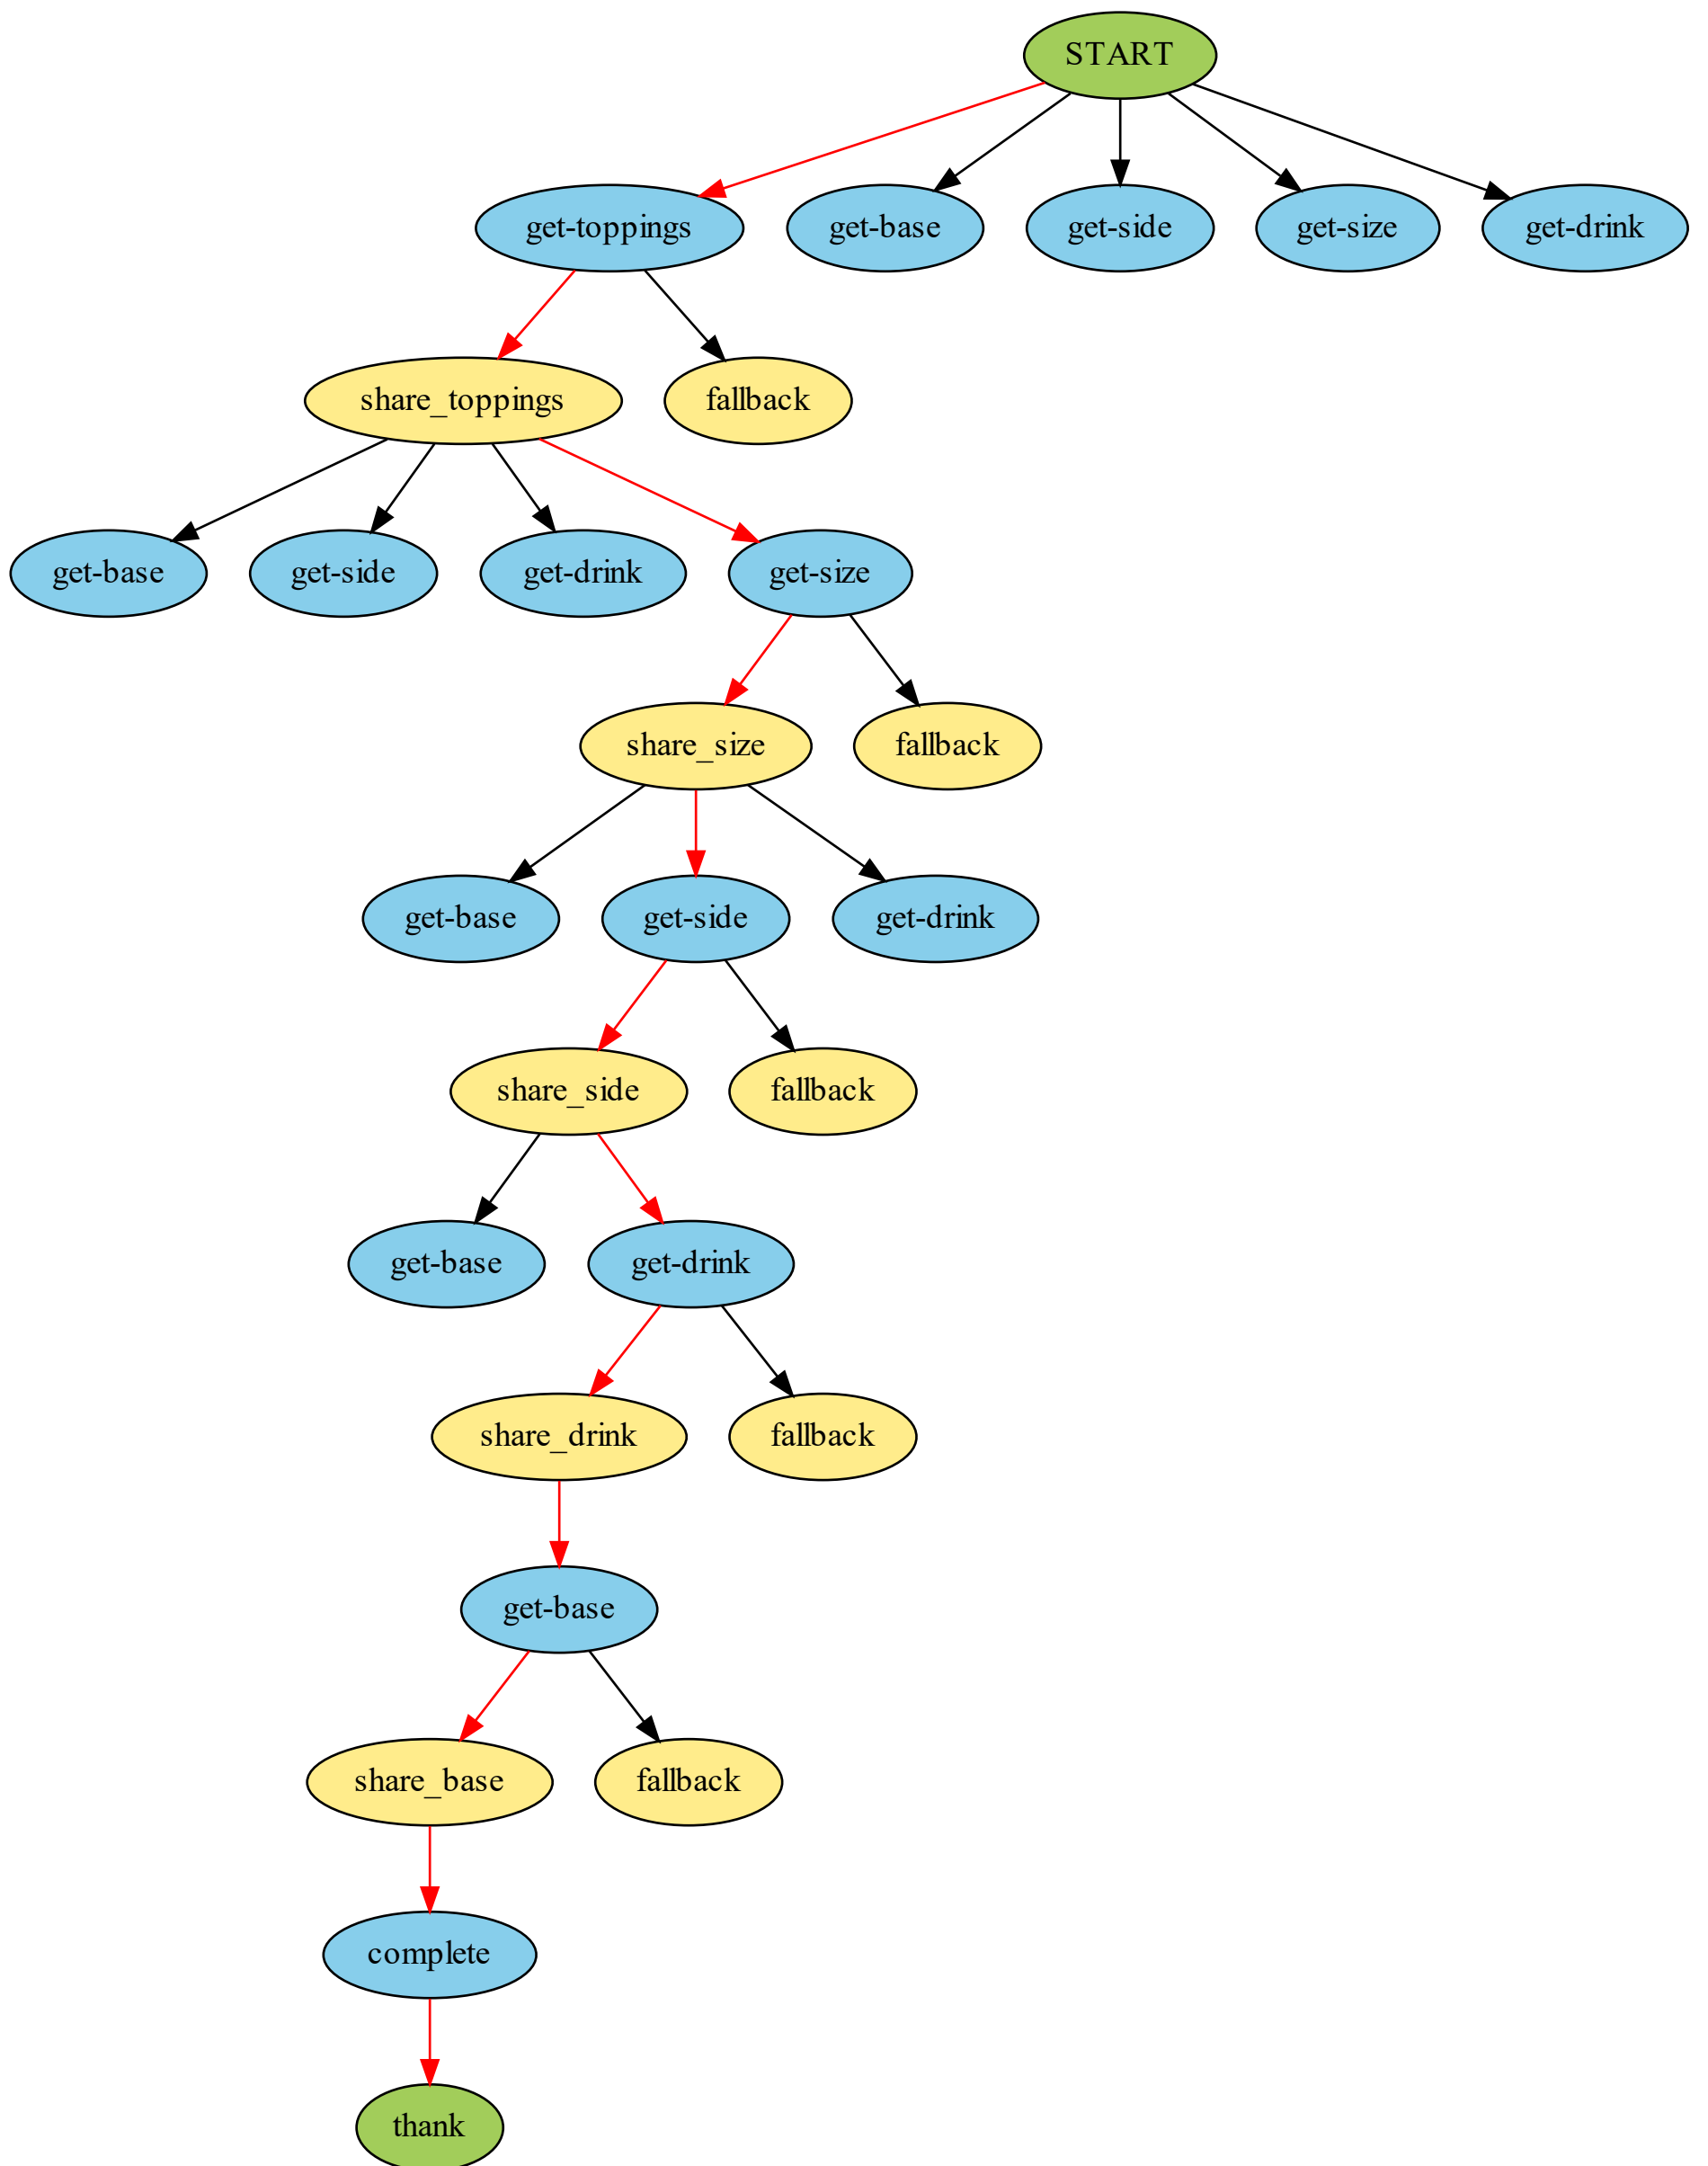 START
get-toppings
get-base
get-side
get-size
get-drink
share_toppings
fallback
get-base
get-side
get-drink
get-size
share_size
fallback
get-base
get-side
get-drink
share_side
fallback
get-base
get-drink
share_drink
fallback
get-base
share_base
fallback
complete
thank